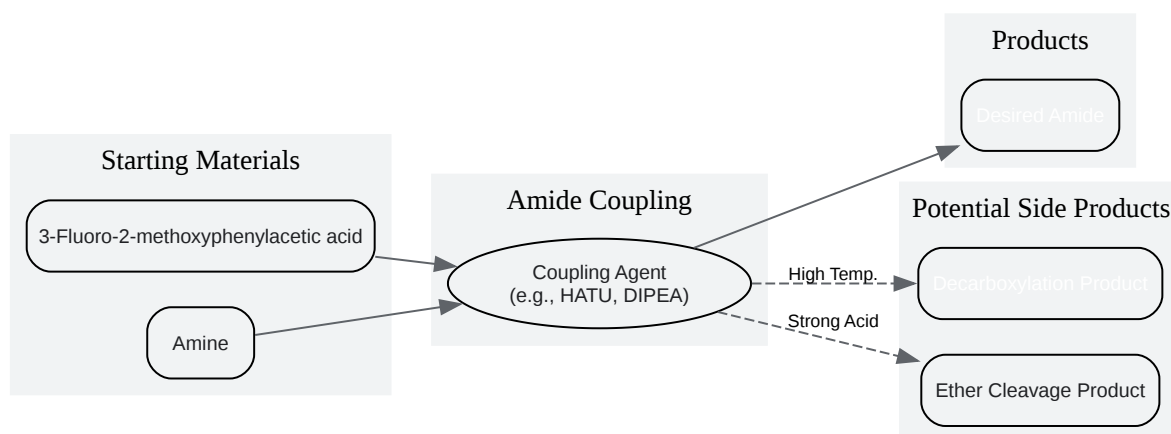 Products
Desired Amide
Starting Materials
3-Fluoro-2-methoxyphenylacetic acid
Amine
Amide Coupling
Coupling Agent
(e.g., HATU, DIPEA)
High Temp.
Strong Acid
Potential Side Products
Decarboxylation Product
Ether Cleavage Product